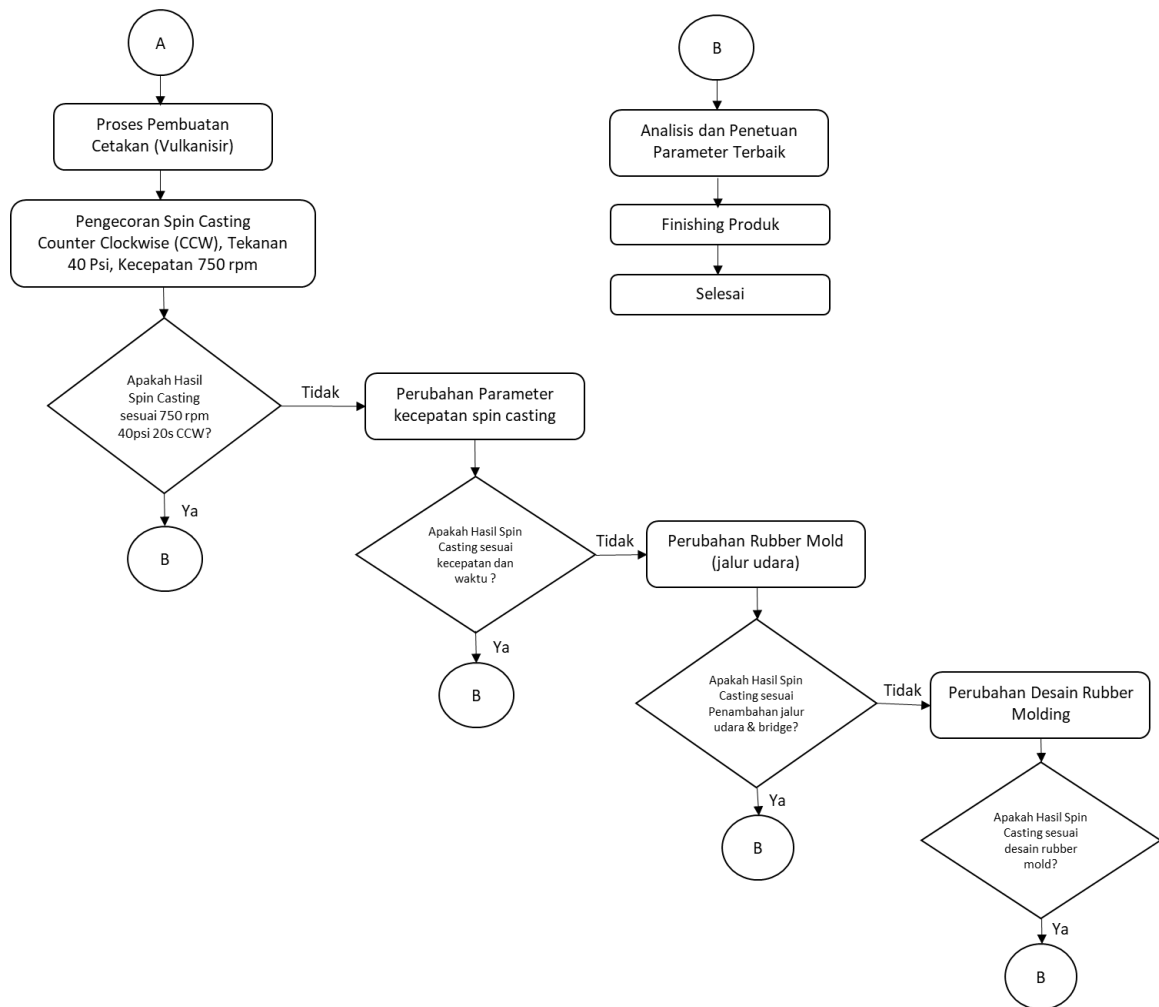 A
Proses Pembuatan
Cetakan (Vulkanisir)
Pengecoran Spin Casting
Counter Clockwise (CCW), Tekanan
40 Psi, Kecepatan 750 rpm
Apakah Hasil
Spin Casting
sesuai 750 rpm
40psi 20s CCW?
Ya
B
Tidak
Perubahan Parameter
kecepatan spin casting
Apakah Hasil Spin
Casting sesuai
kecepatan dan
waktu ?
Ya
B
Tidak
Perubahan Rubber Mold
(jalur udara)
Apakah Hasil Spin
Casting sesuai
Penambahan jalur
udara & bridge?
Ya
B
Tidak
Perubahan Desain Rubber
Molding
Apakah Hasil Spin
Casting sesuai
desain rubber
mold?
Ya
B
B
Analisis dan Penetuan
Parameter Terbaik
Finishing Produk
Selesai